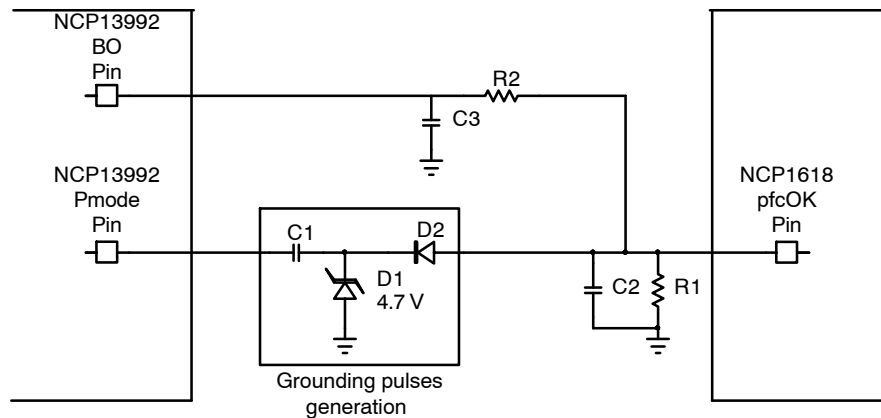 NCP13992
BO
Pin
R2
C3
NCP13992
Pmode
Pin
NCP1618
pfcOK
Pin
C1
D2
D1
4.7 V
C2
R1
Grounding pulses
generation